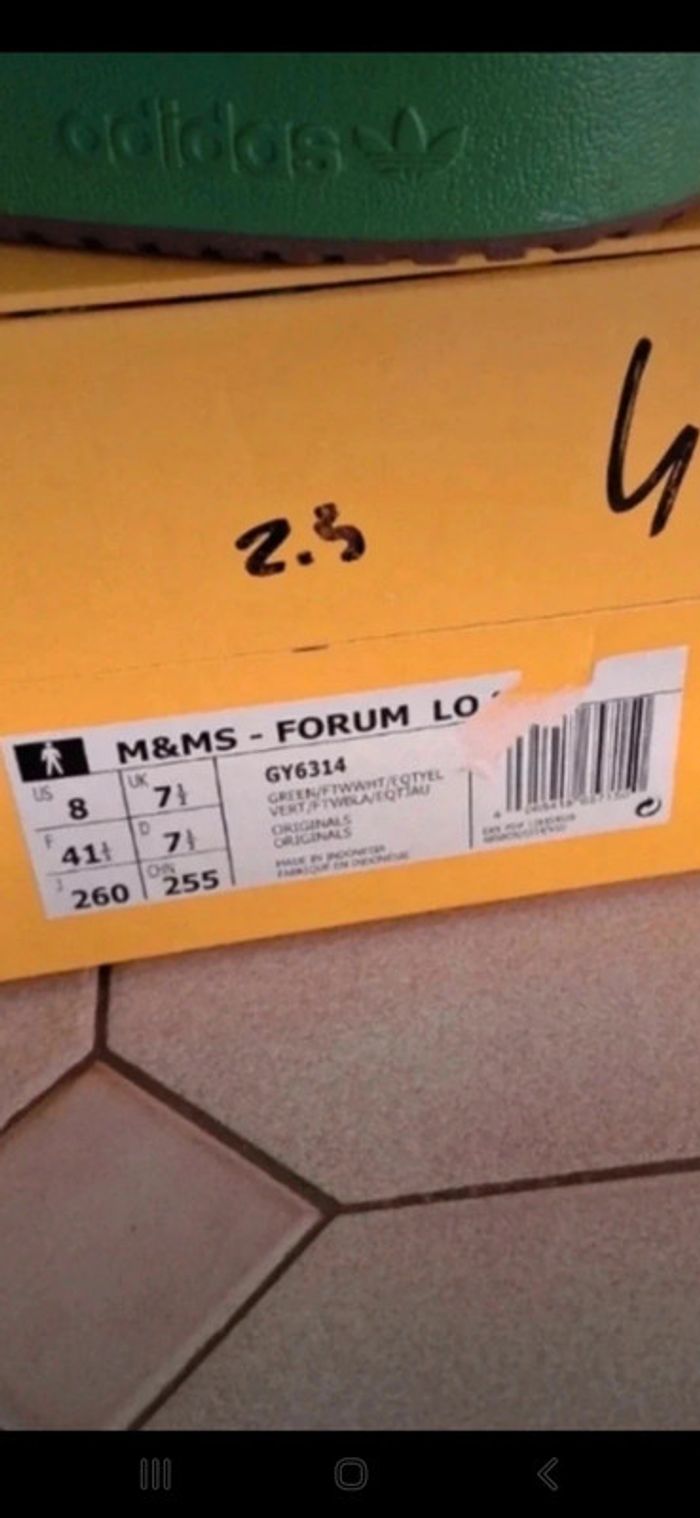 adidas
4
2.5
M&MS - FORUM LO
US 8
UK 7½
GY6314
GREEN/FTWWHT/EQTYEL
VERT/FTWBLA/EQTJAU
F 41⅓
D 7½
ORIGINALS
ORIGINALS
J 260
CHN 255
MADE IN INDONESIA
FABRIQUE EN INDONESIE